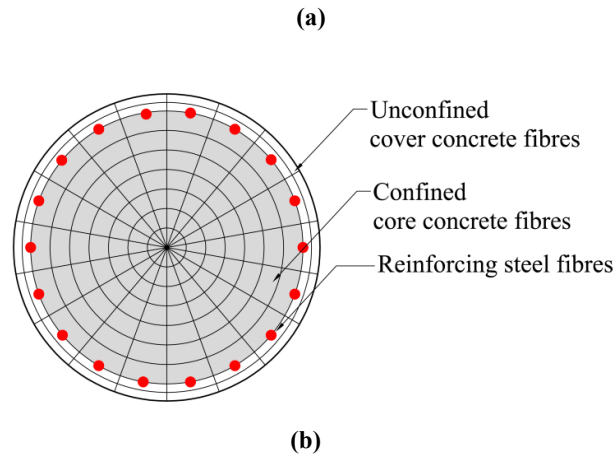 (a)
Unconfined
cover concrete fibres
Confined
core concrete fibres
Reinforcing steel fibres
(b)